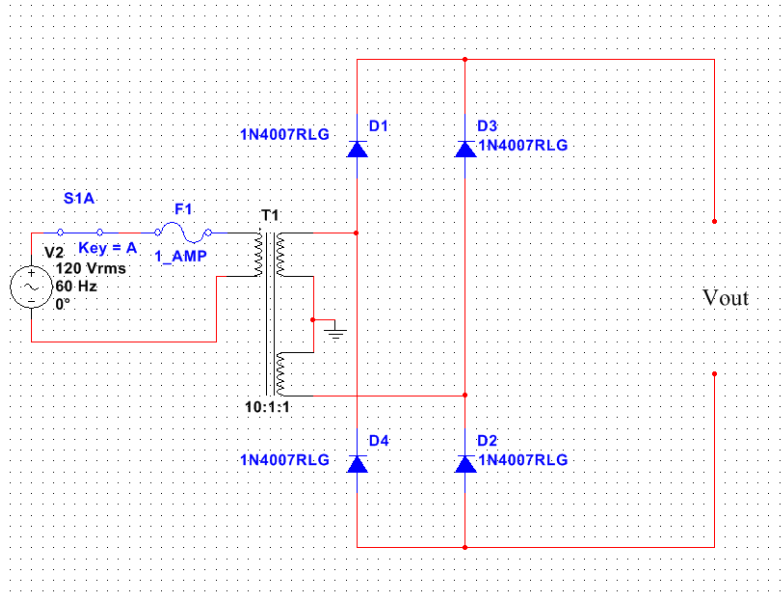 D1
1N4007RLG
D3
1N4007RLG
S1A
Key = A
F1
1_AMP
T1
V2
120 Vrms
60 Hz
0°
Vout
10:1:1
D4
1N4007RLG
D2
1N4007RLG